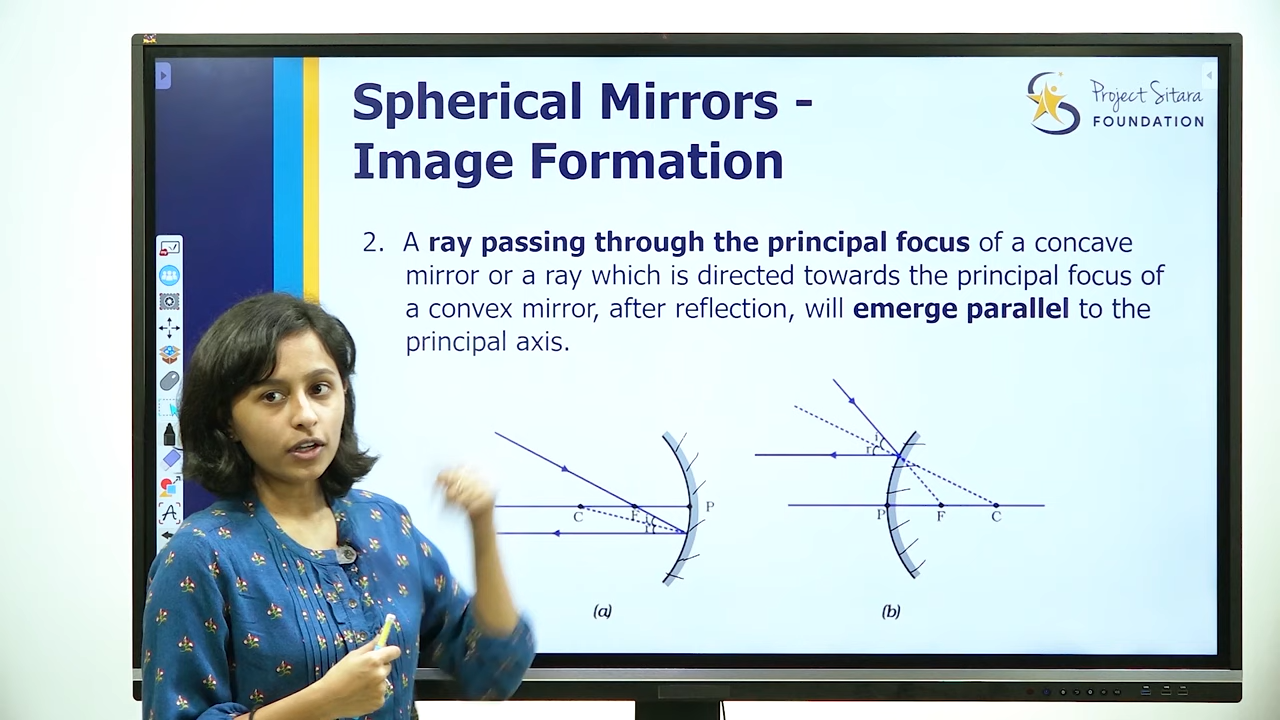 Spherical Mirrors -
Image Formation
Project Sitara
FOUNDATION
2. A ray passing through the principal focus of a concave
mirror or a ray which is directed towards the principal focus of
a convex mirror, after reflection, will emerge parallel to the
principal axis.
C F P
i
r
(a)
i
r
P F C
(b)